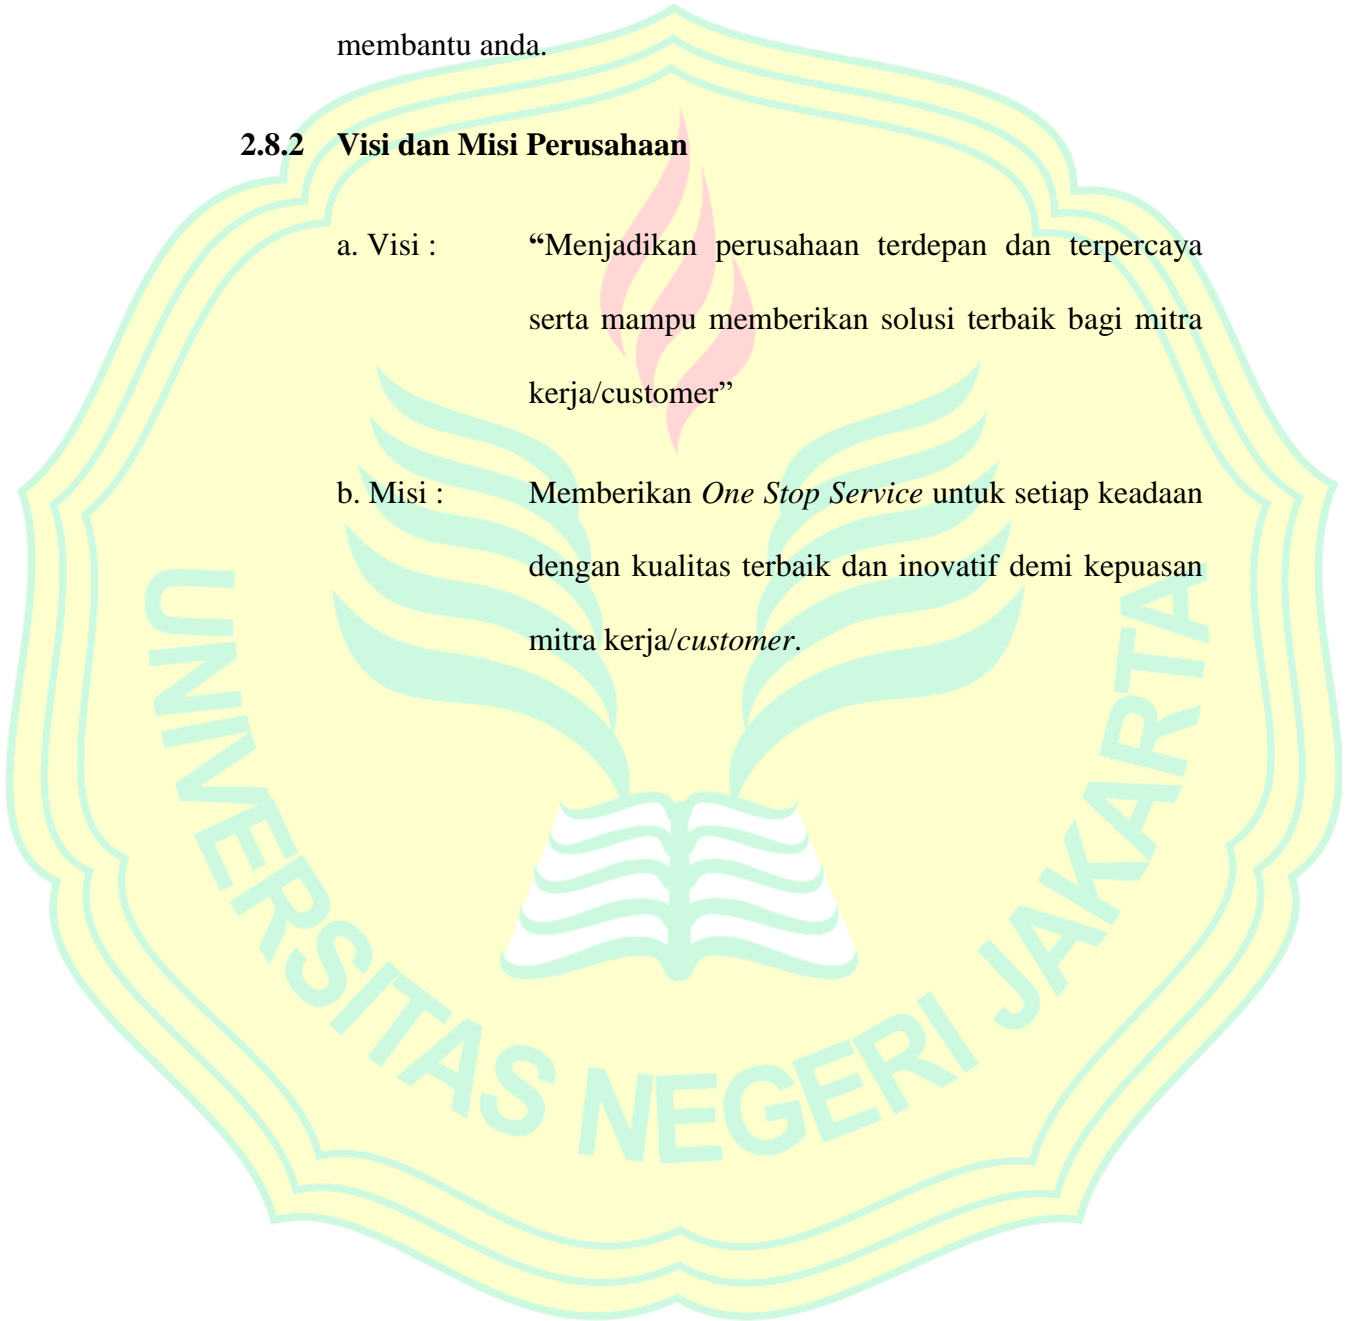 membantu anda.
2.8.2 Visi dan Misi Perusahaan
a. Visi : “Menjadikan perusahaan terdepan dan terpercaya
serta mampu memberikan solusi terbaik bagi mitra
kerja/customer”
b. Misi : Memberikan One Stop Service untuk setiap keadaan
dengan kualitas terbaik dan inovatif demi kepuasan
mitra kerja/customer.
UNIVERSITAS NEGERI JAKARTA